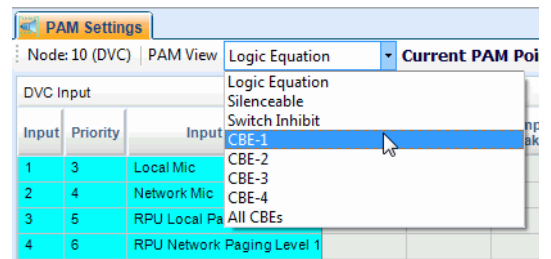 PAM Settings
Node: 10 (DVC) PAM View Logic Equation Current PAM Poi
DVC Input
Logic Equation
Silenceable
Switch Inhibit
CBE-1
CBE-2
CBE-3
CBE-4
All CBEs
Input Priority Input
1 3 Local Mic
2 4 Network Mic
3 5 RPU Local Pa
4 6 RPU Network Paging Level 1